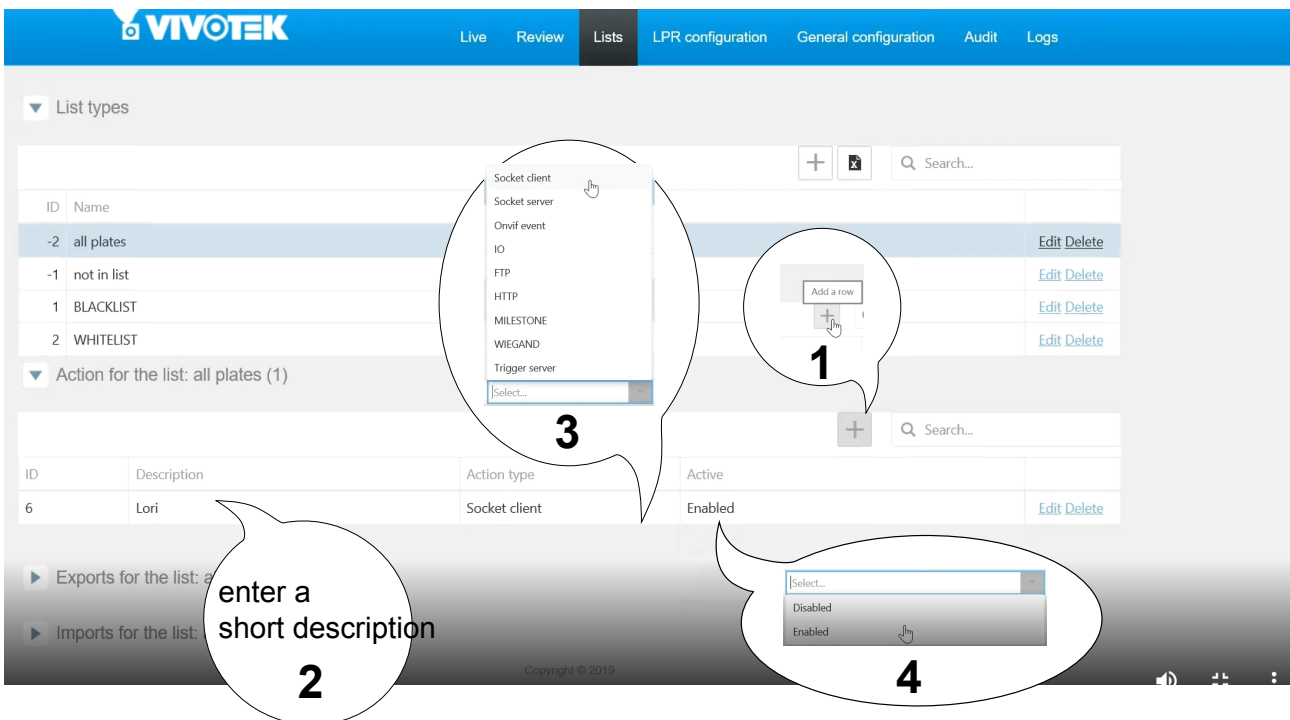 VIVOTEK Live Review Lists LPR configuration General configuration Audit Logs
List types
Search...
ID Name
-2 all plates Edit Delete
-1 not in list Edit Delete
1 BLACKLIST Edit Delete
2 WHITELIST Edit Delete
Socket client
Socket server
Onvif event
IO
FTP
HTTP
MILESTONE
WIEGAND
Trigger server
Select...
3
Add a row
1
Action for the list: all plates (1)
Search...
ID Description Action type Active
6 Lori Socket client Enabled Edit Delete
Exports for the list: a
Imports for the list:
enter a
short description
2
Select...
Disabled
Enabled
4
Copyright © 2019